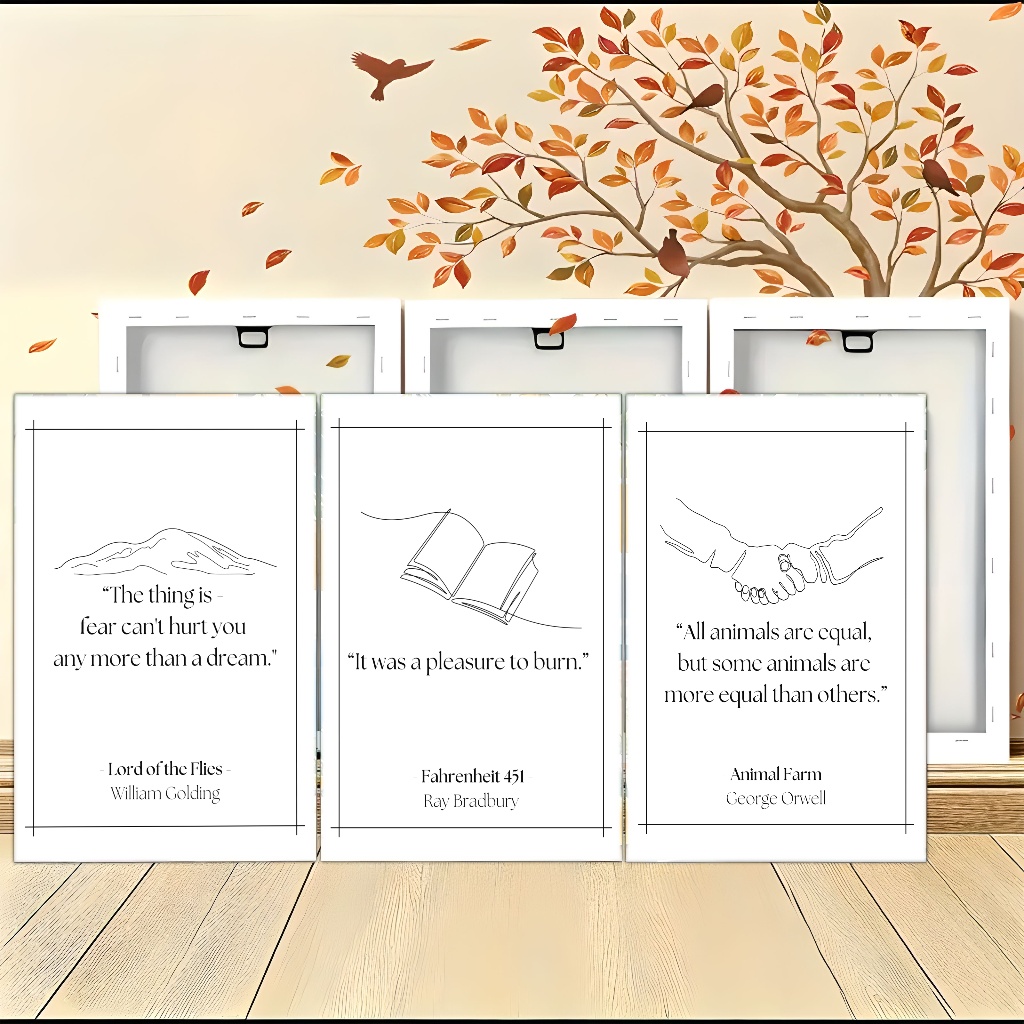 “The thing is -
fear can't hurt you
any more than a dream."
- Lord of the Flies -
William Golding
“It was a pleasure to burn.”
- Fahrenheit 451 -
Ray Bradbury
“All animals are equal,
but some animals are
more equal than others.”
Animal Farm
George Orwell